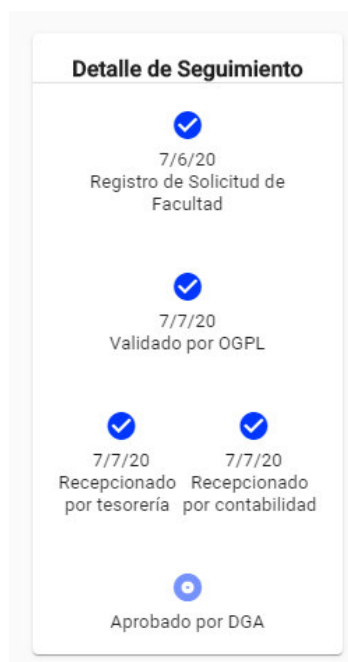 Detalle de Seguimiento
7/6/20
Registro de Solicitud de
Facultad
7/7/20
Validado por OGPL
7/7/20
Recepcionado
por tesorería
7/7/20
Recepcionado
por contabilidad
Aprobado por DGA